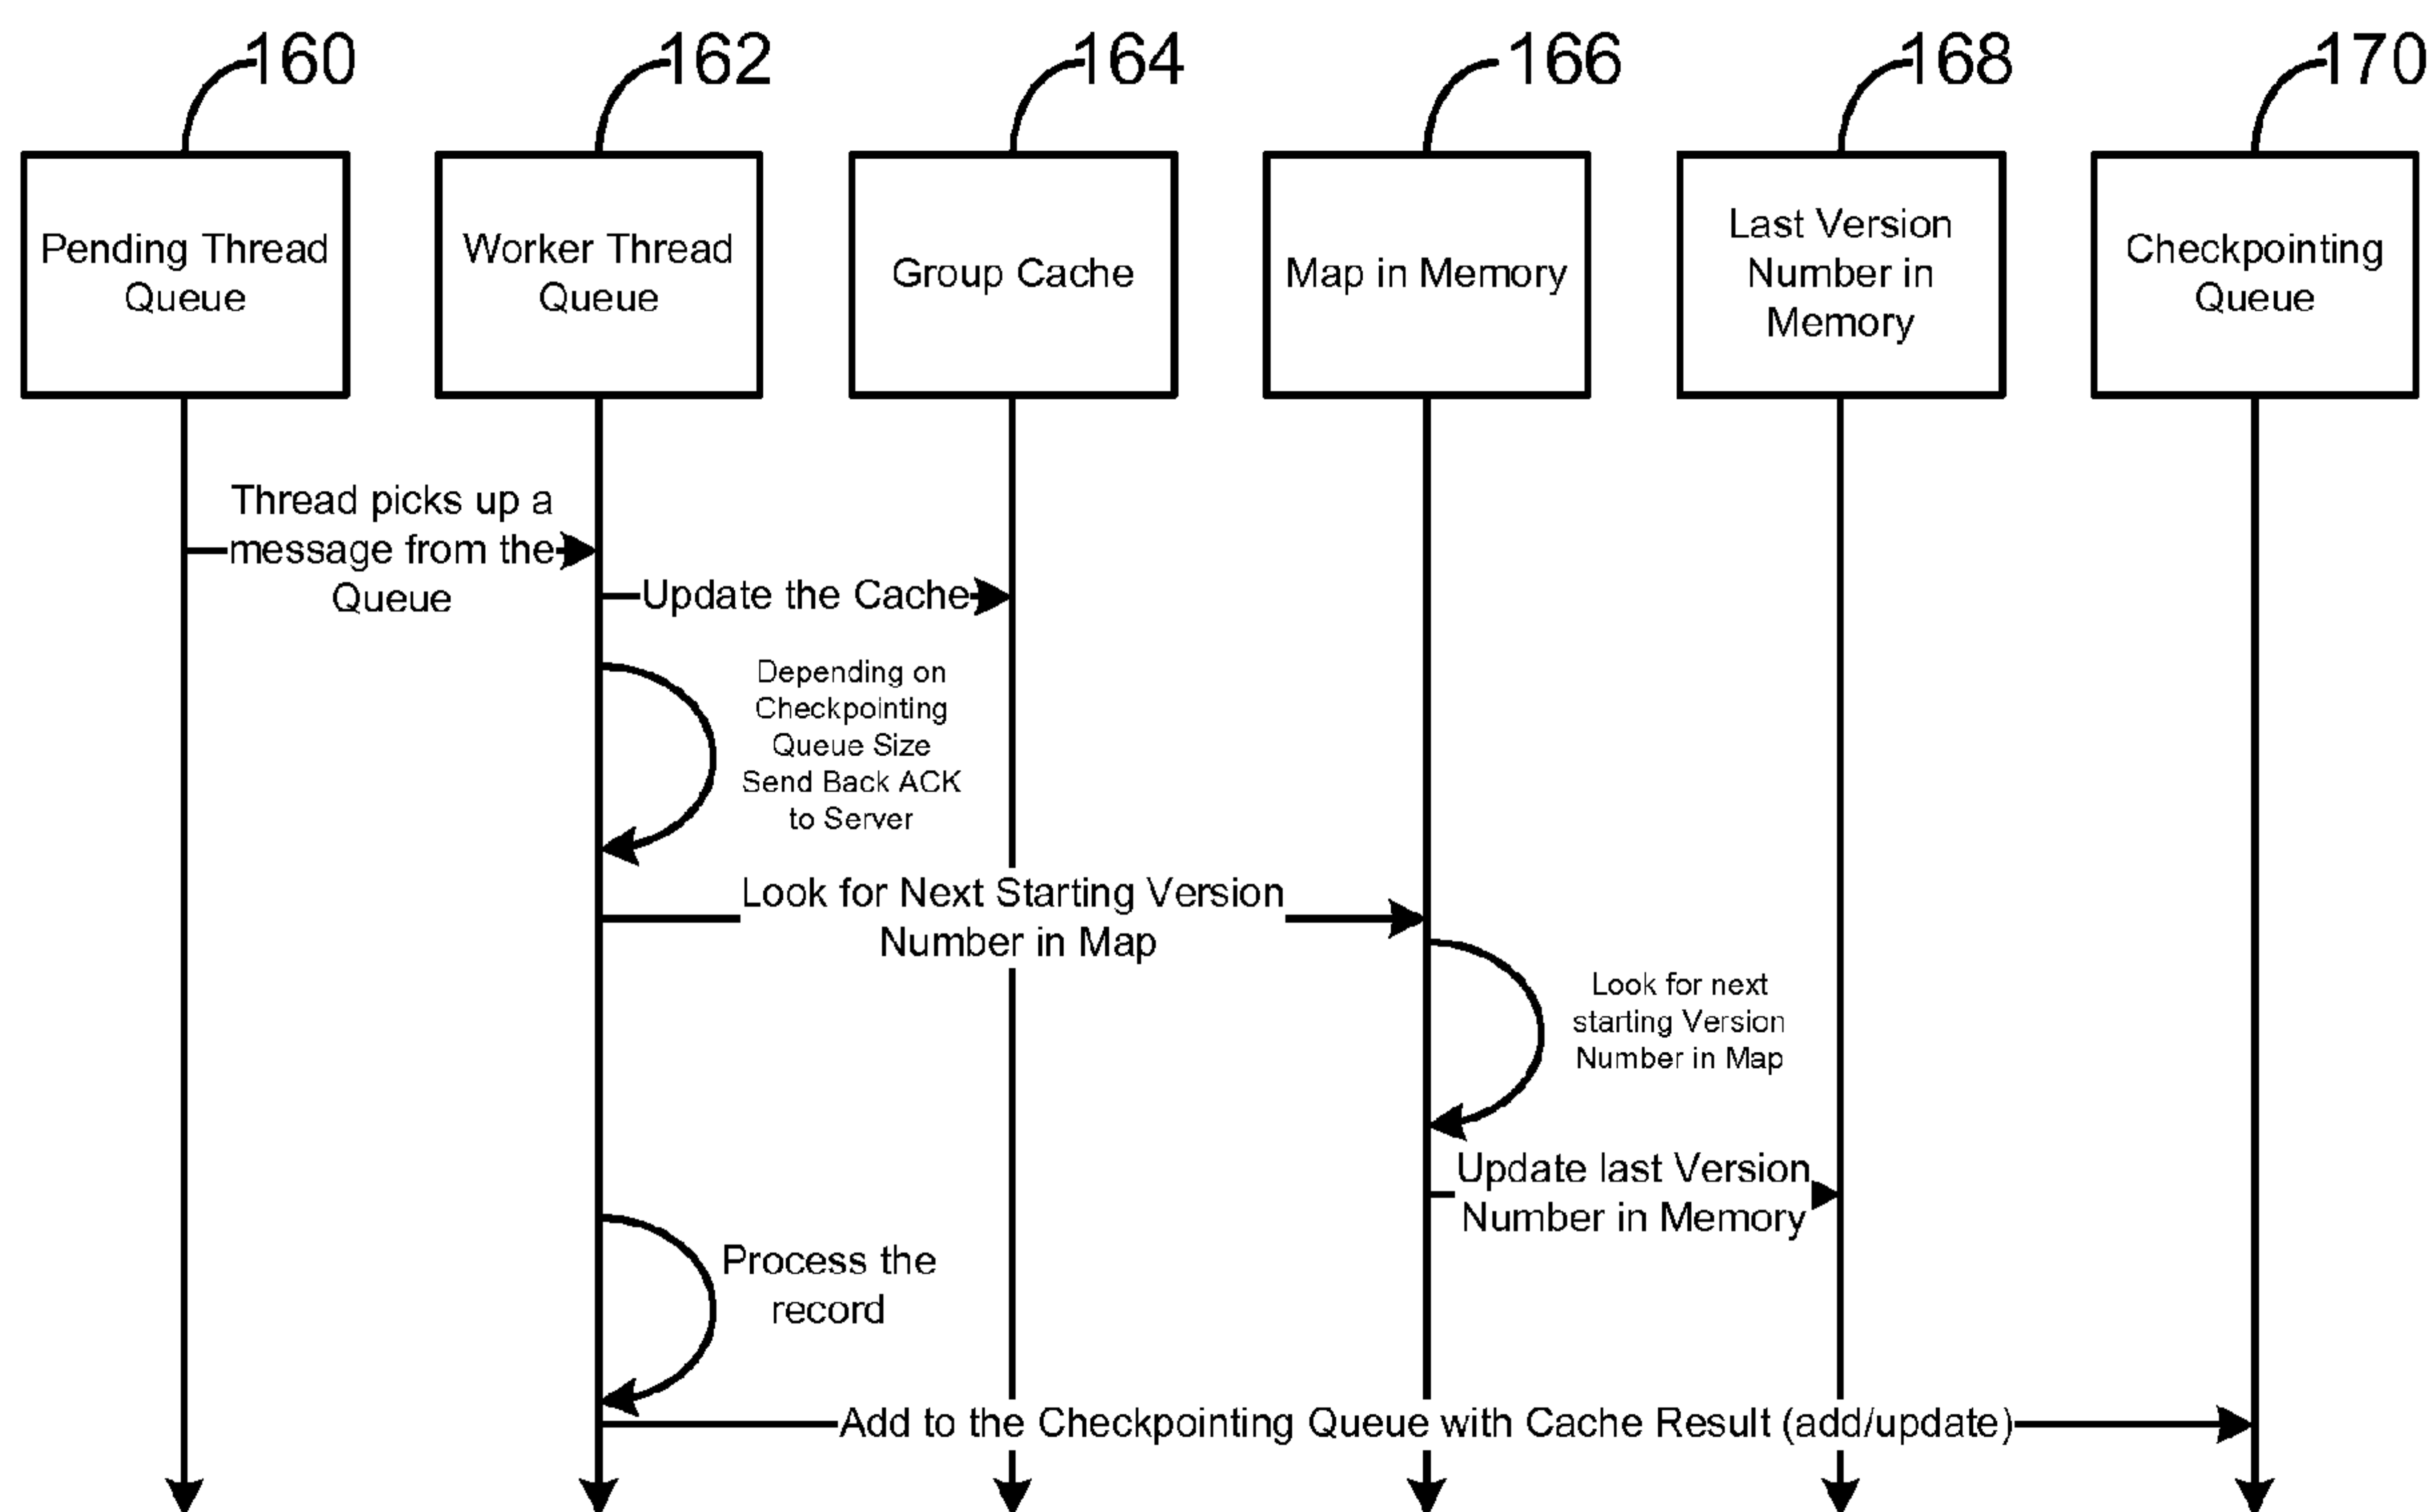 160
162
164
166
168
170
Pending Thread
Queue
Worker Thread
Queue
Group Cache
Map in Memory
Last Version
Number in
Memory
Checkpointing
Queue
Thread picks up a
message from the
Queue
Update the Cache
Depending on
Checkpointing
Queue Size
Send Back ACK
to Server
Look for Next Starting Version
Number in Map
Look for next
starting Version
Number in Map
Update last Version
Number in Memory
Process the
record
Add to the Checkpointing Queue with Cache Result (add/update)